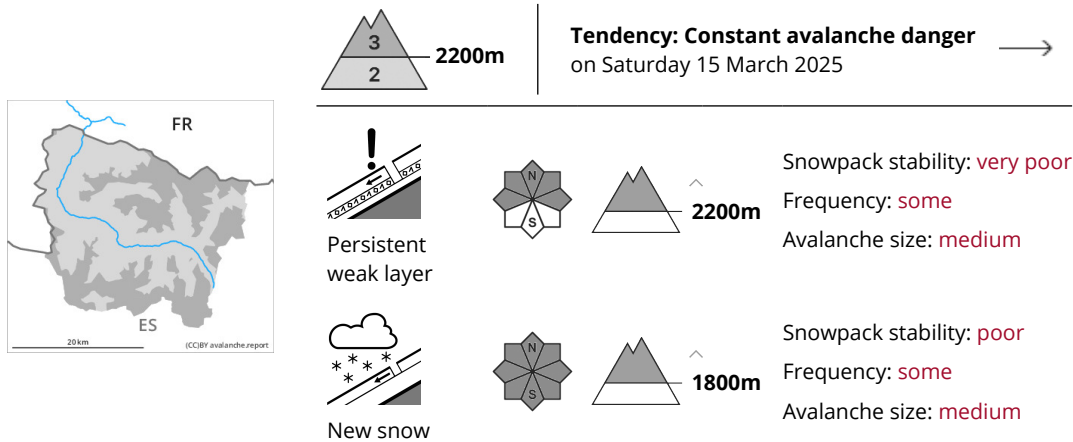 3
2
2200m
Tendency: Constant avalanche danger
on Saturday 15 March 2025
FR
ES
20 km
(CC)BY avalanche.report
Persistent
weak layer
N
S
2200m
Snowpack stability: very poor
Frequency: some
Avalanche size: medium
New snow
N
S
1800m
Snowpack stability: poor
Frequency: some
Avalanche size: medium